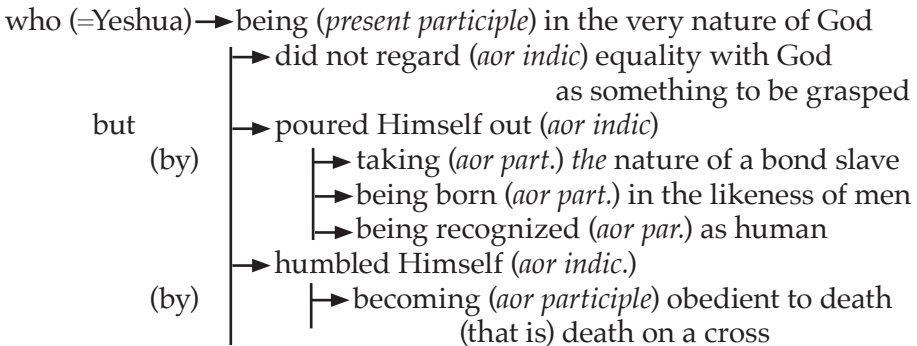 who (=Yeshua) being (present participle) in the very nature of God
did not regard (aor indic) equality with God
as something to be grasped
but poured Himself out (aor indic)
(by) taking (aor part.) the nature of a bond slave
being born (aor part.) in the likeness of men
being recognized (aor par.) as human
humbled Himself (aor indic.)
(by) becoming (aor participle) obedient to death
(that is) death on a cross